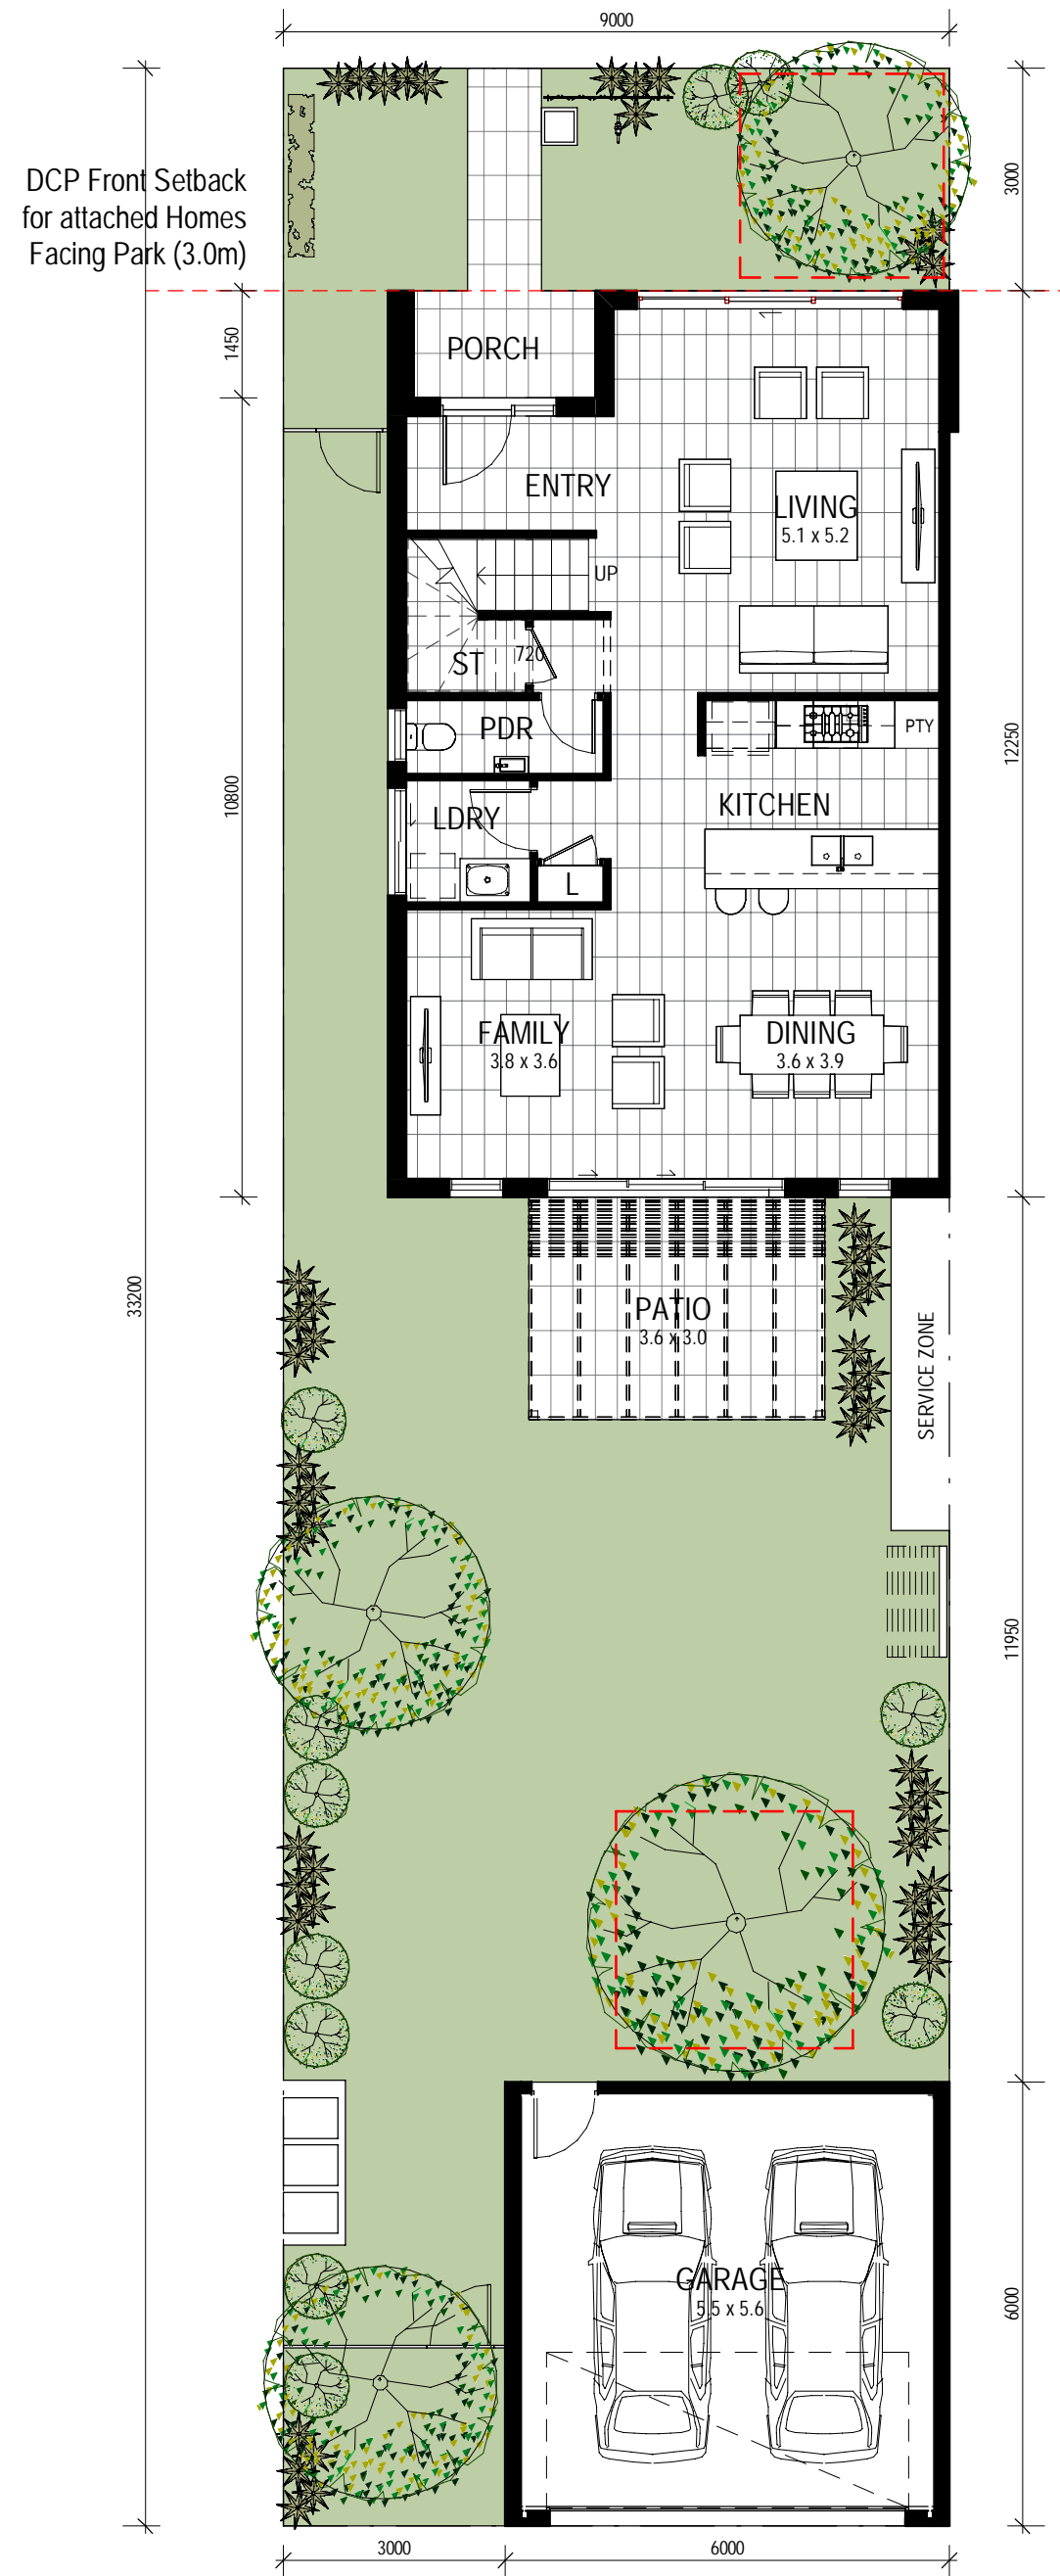 9000
DCP Front Setback
for attached Homes
Facing Park (3.0m)
3000
1450
PORCH
ENTRY
LIVING
5.1 x 5.2
UP
ST
720
PDR
PTY
12250
10800
LDRY
KITCHEN
L
FAMILY
3.8 x 3.6
DINING
3.6 x 3.9
33200
PATIO
3.6 x 3.0
SERVICE ZONE
11950
GARAGE
5.5 x 5.6
6000
3000
6000